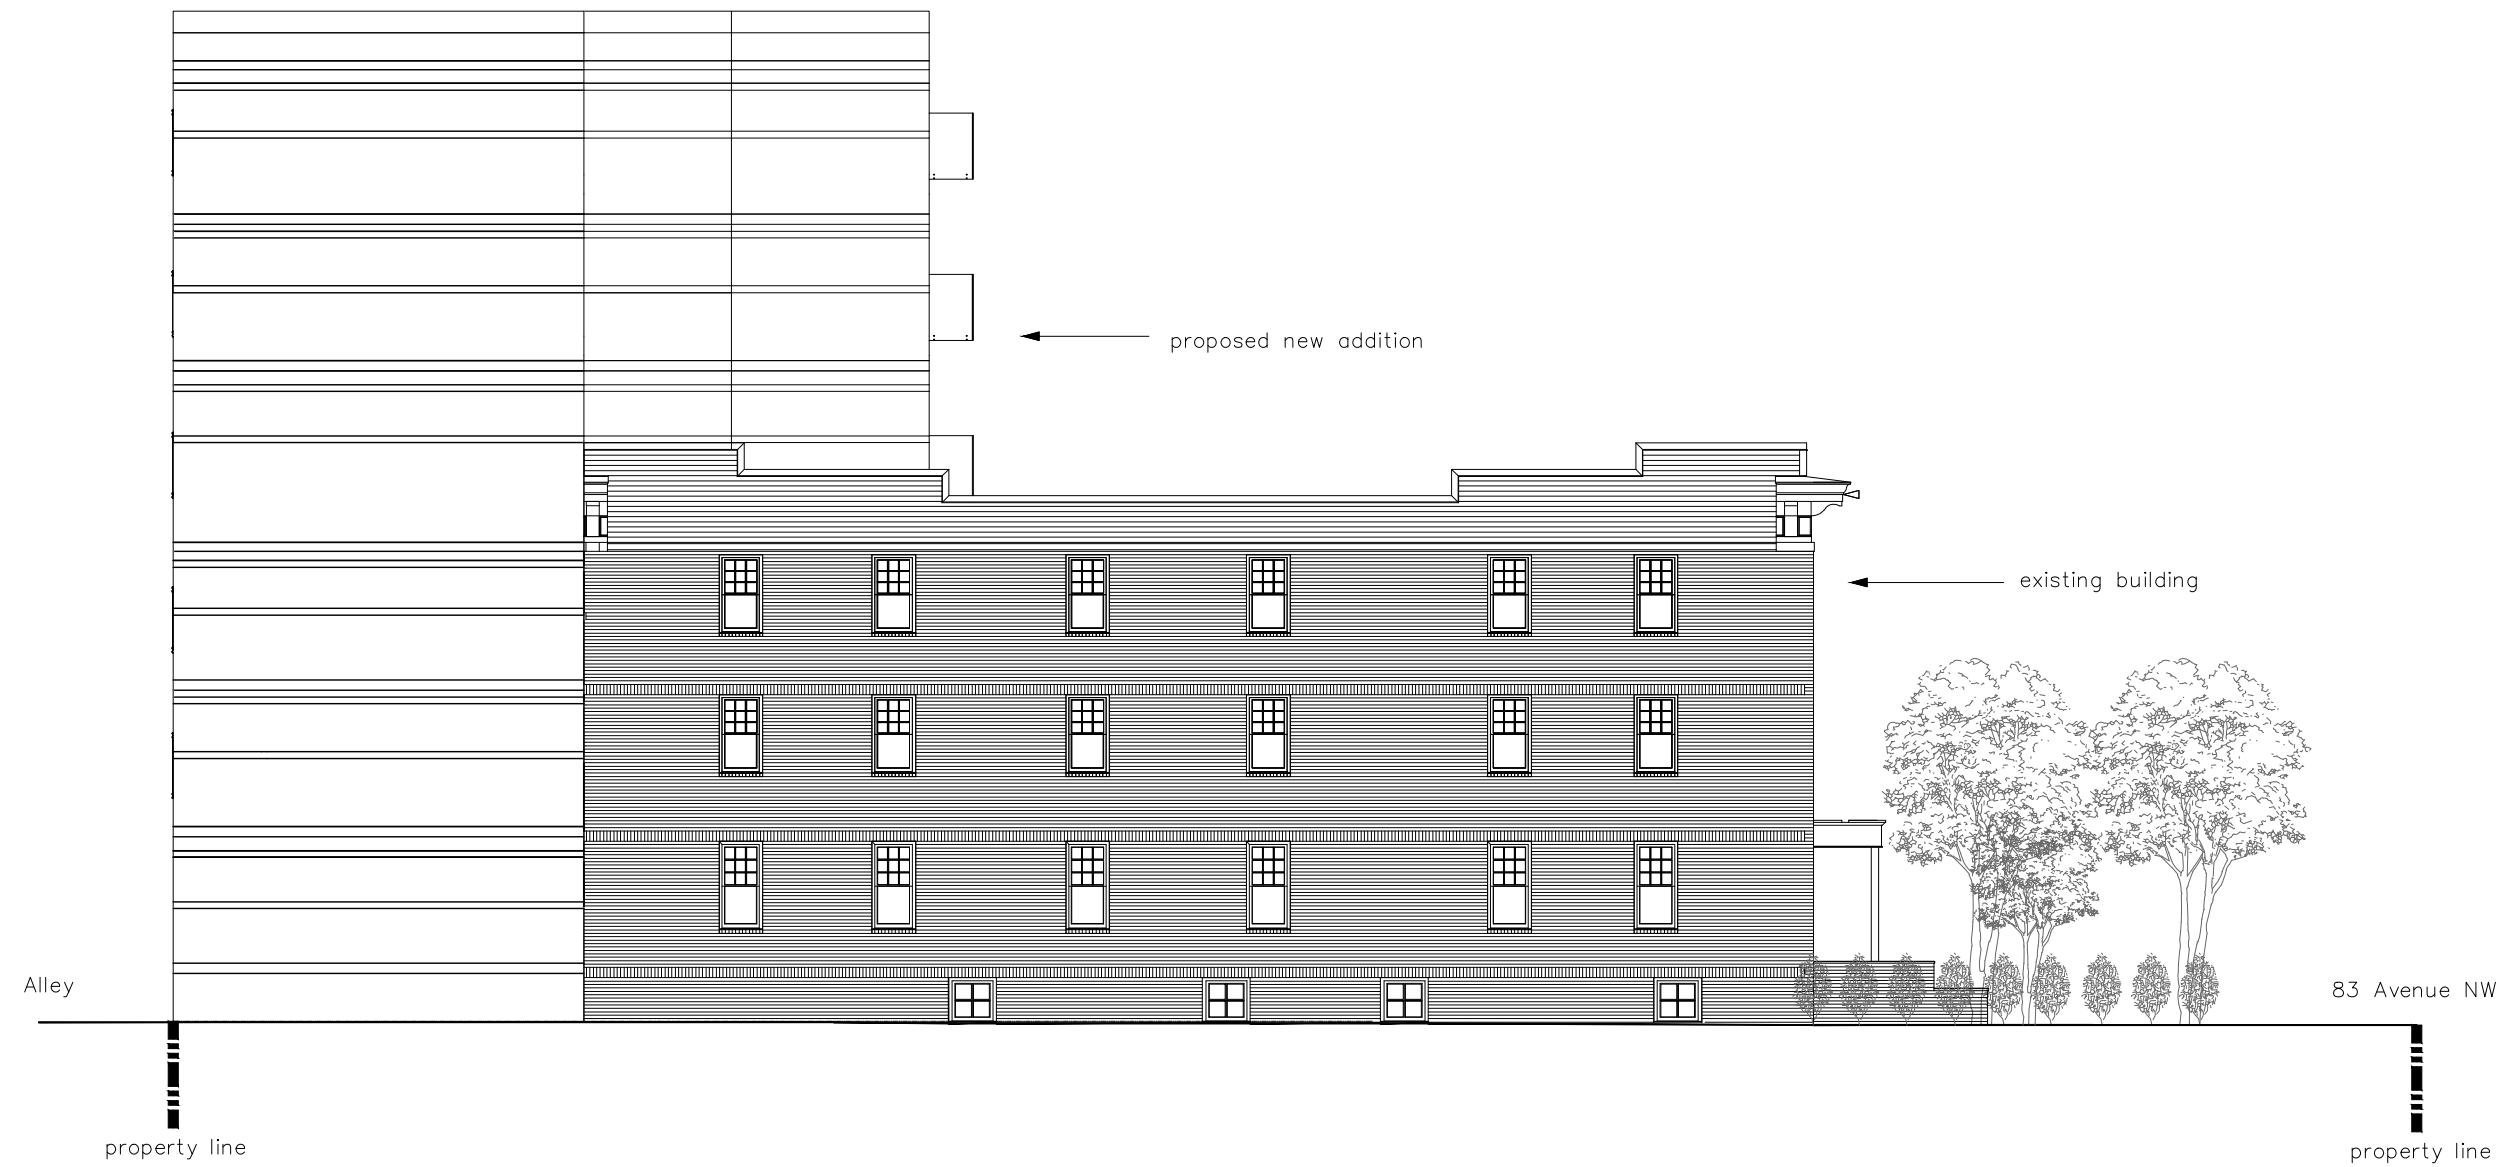 proposed new addition
existing building
Alley
83 Avenue NW
property line
property line